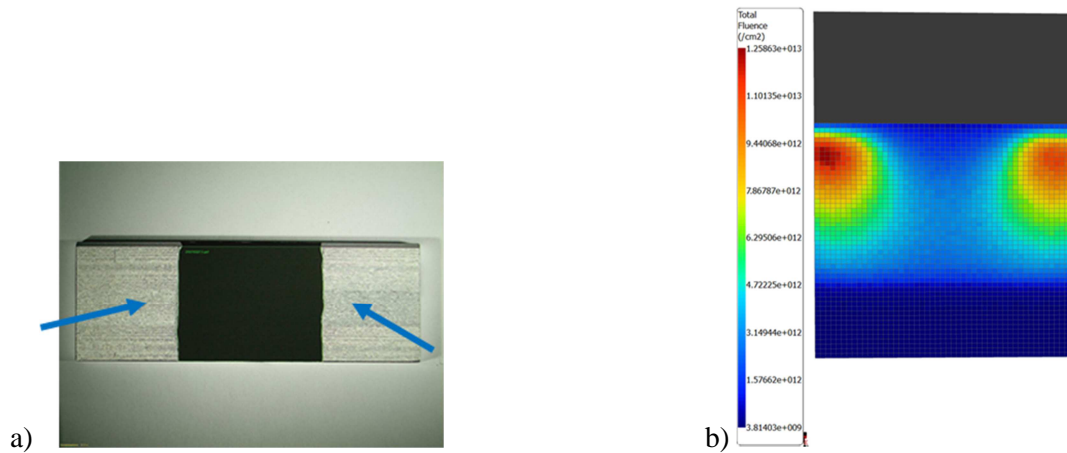 Total
Fluence
(/cm2)
1.25863e+013
1.10135e+013
9.44068e+012
7.86787e+012
6.29506e+012
4.72225e+012
3.14944e+012
1.57662e+012
3.81403e+009
a)
b)